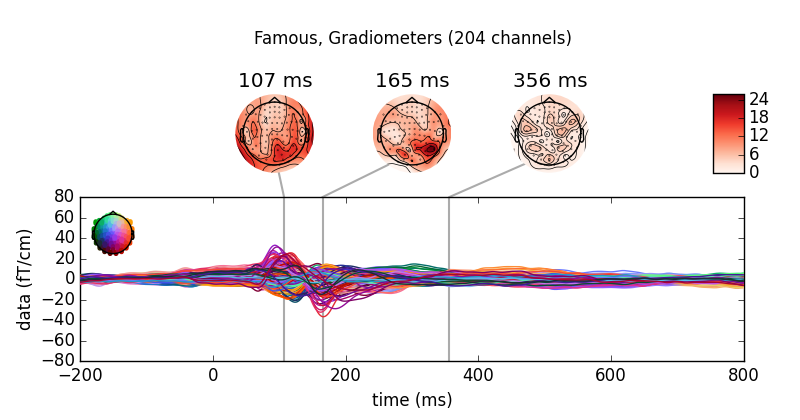 Famous, Gradiometers (204 channels)
107 ms 165 ms 356 ms
24
18
12
6
0
80
60
40
20
0
−20
−40
−60
−80
data (fT/cm)
−200 0 200 400 600 800
time (ms)